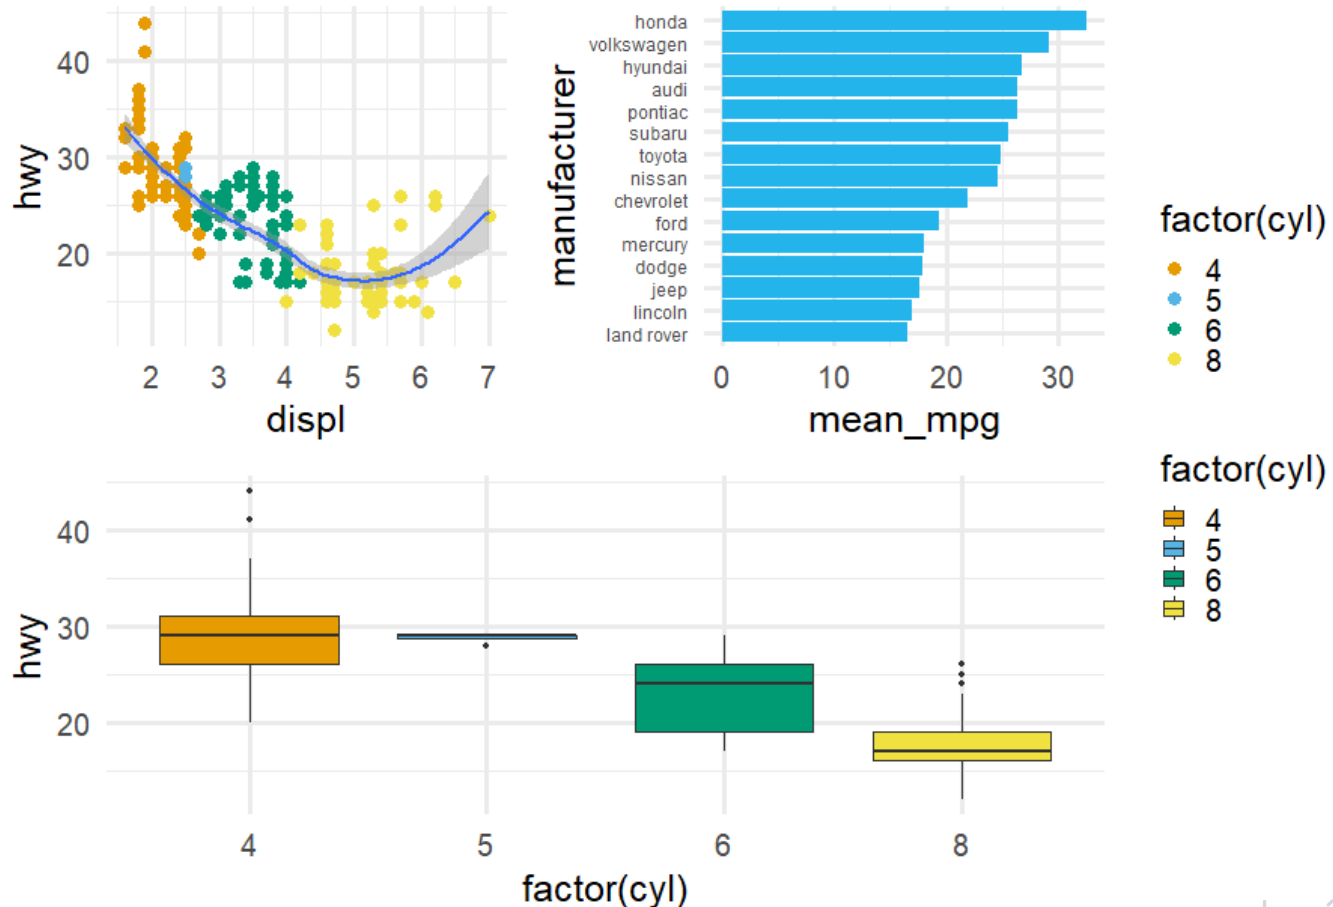 hwy
40
30
20
2 3 4 5 6 7
displ
manufacturer
honda
volkswagen
hyundai
audi
pontiac
subaru
toyota
nissan
chevrolet
ford
mercury
dodge
jeep
lincoln
land rover
0 10 20 30
mean_mpg
factor(cyl)
4
5
6
8
hwy
40
30
20
4 5 6 8
factor(cyl)
factor(cyl)
4
5
6
8